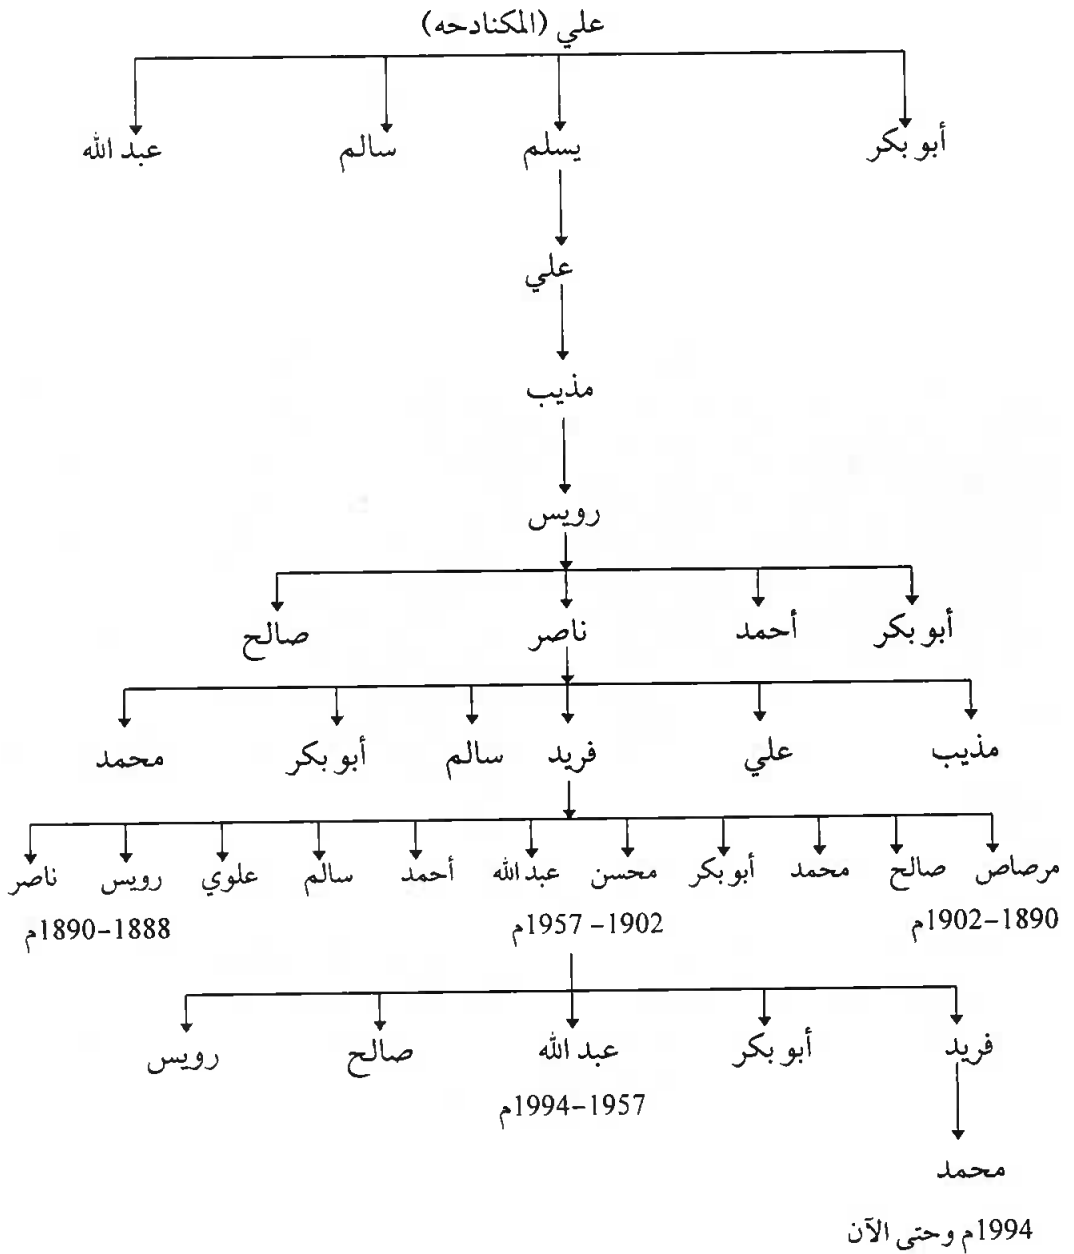 علي (المكنادحه)
أبو بكر يسلم سالم عبد الله
علي
مذيب
رويس
أبو بكر أحمد ناصر صالح
مذيب علي فريد سالم أبو بكر محمد
مرصاص صالح محمد أبو بكر محسن عبد الله أحمد سالم علوي رويس ناصر
1890–1902م 1902– 1957م 1888–1890م
فريد أبو بكر عبد الله صالح رويس
1957–1994م
محمد
1994م وحتى الآن